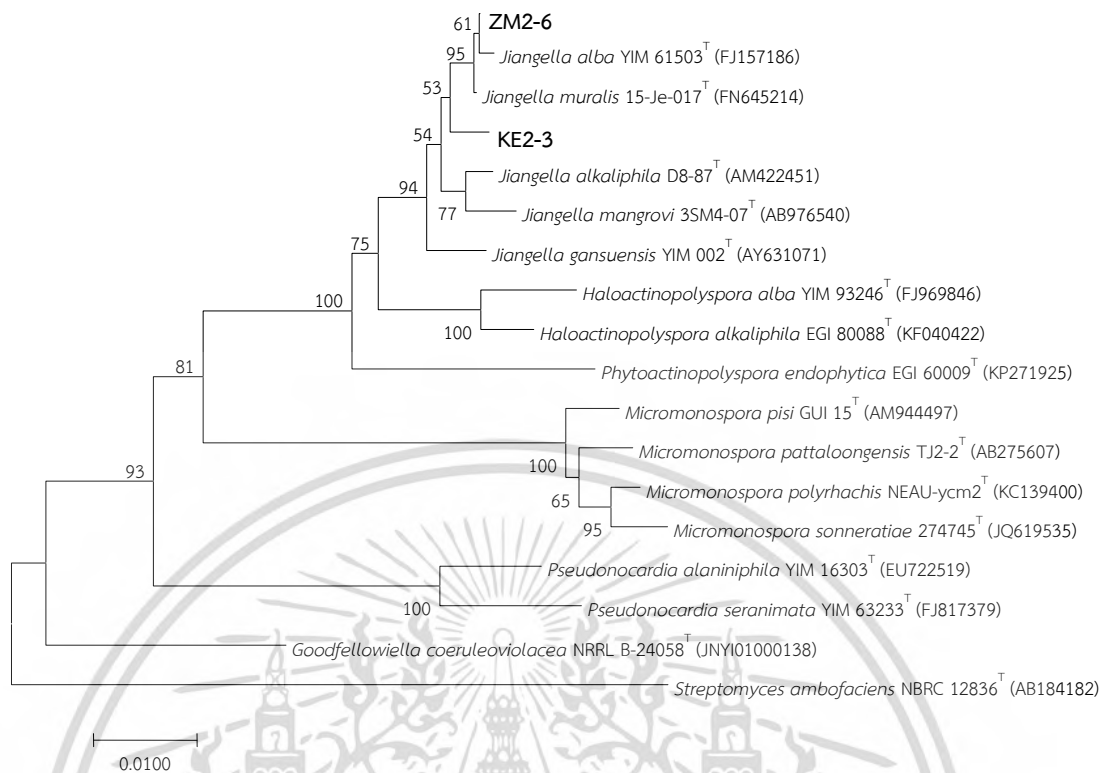 61 ZM2-6
95 Jiangella alba YIM 61503T (FJ157186)
53 Jiangella muralis 15-Je-017T (FN645214)
54 KE2-3
Jiangella alkaliphila D8-87T (AM422451)
94 77 Jiangella mangrovi 3SM4-07T (AB976540)
75 Jiangella gansuensis YIM 002T (AY631071)
Haloactinopolyspora alba YIM 93246T (FJ969846)
100 100 Haloactinopolyspora alkaliphila EGI 80088T (KF040422)
81 Phytoactinopolyspora endophytica EGI 60009T (KP271925)
Micromonospora pisi GUI 15T (AM944497)
93 100 Micromonospora pattaloongensis TJ2-2T (AB275607)
65 Micromonospora polyrhachis NEAU-ycm2T (KC139400)
95 Micromonospora sonneratiae 274745T (JQ619535)
Pseudonocardia alaniniphila YIM 16303T (EU722519)
100 Pseudonocardia seranimata YIM 63233T (FJ817379)
Goodfellowiella coeruleoviolacea NRRL B-24058T (JNYI01000138)
Streptomyces ambofaciens NBRC 12836T (AB184182)
0.0100